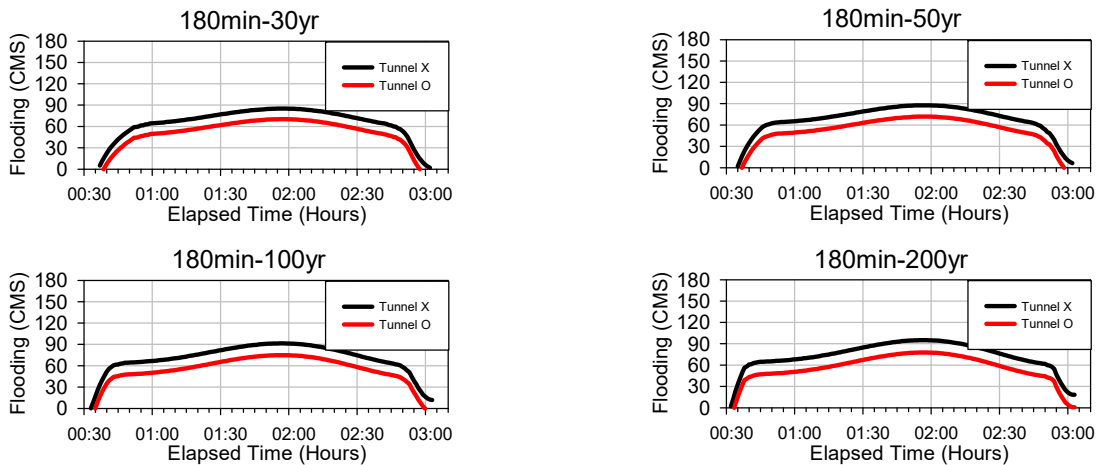 180min-30yr
Flooding (CMS)
180
150
120
90
60
30
0
Tunnel X
Tunnel O
00:30 01:00 01:30 02:00 02:30 03:00
Elapsed Time (Hours)
180min-50yr
Flooding (CMS)
180
150
120
90
60
30
0
Tunnel X
Tunnel O
00:30 01:00 01:30 02:00 02:30 03:00
Elapsed Time (Hours)
180min-100yr
Flooding (CMS)
180
150
120
90
60
30
0
Tunnel X
Tunnel O
00:30 01:00 01:30 02:00 02:30 03:00
Elapsed Time (Hours)
180min-200yr
Flooding (CMS)
180
150
120
90
60
30
0
Tunnel X
Tunnel O
00:30 01:00 01:30 02:00 02:30 03:00
Elapsed Time (Hours)